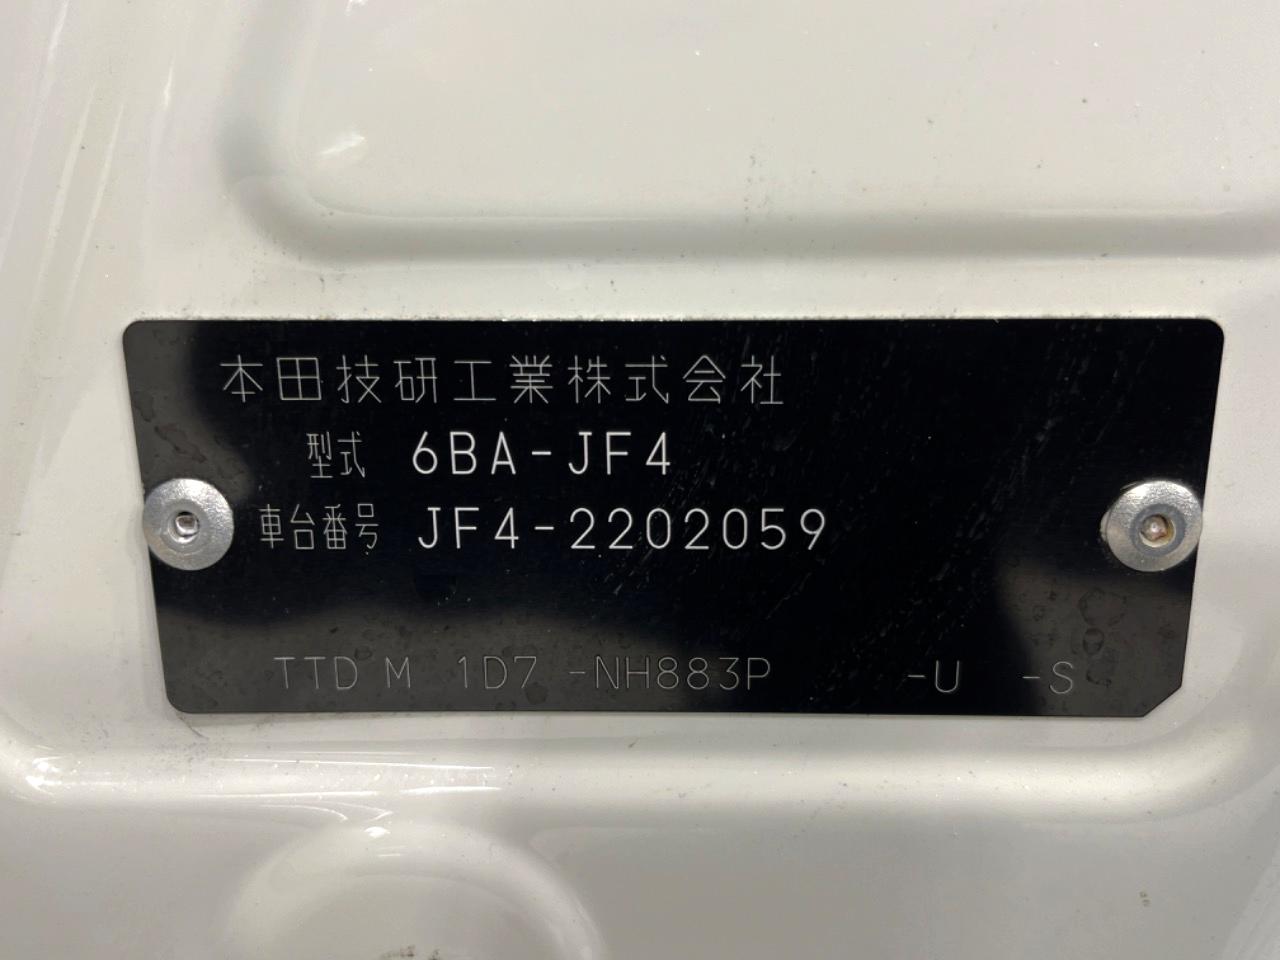 本田技研工業株式会社
型式 6BA-JF4
車台番号 JF4-2202059
TTD M 1D7 -NH883P -U -S